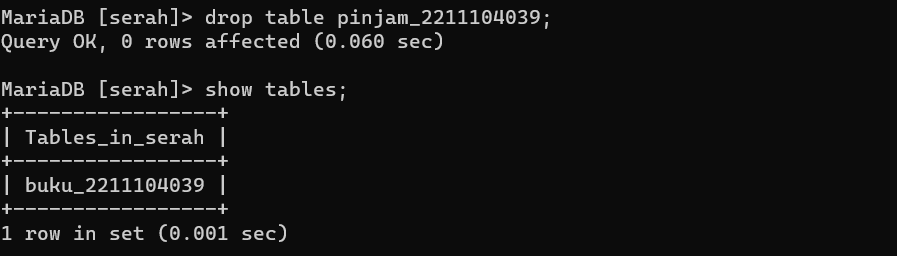 MariaDB [serah]> drop table pinjam_2211104039;
Query OK, 0 rows affected (0.060 sec)
MariaDB [serah]> show tables;
+-----------------+
| Tables_in_serah |
+-----------------+
| buku_2211104039 |
+-----------------+
1 row in set (0.001 sec)